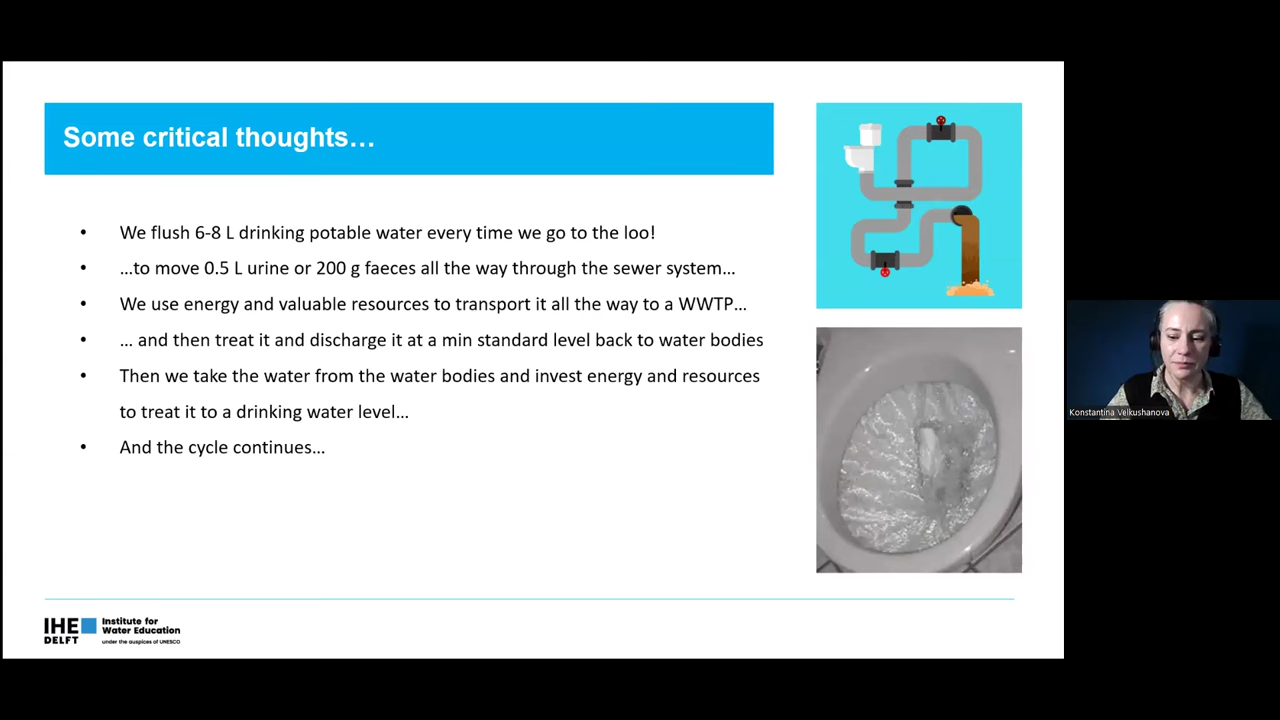 Some critical thoughts…
• We flush 6-8 L drinking potable water every time we go to the loo!
• …to move 0.5 L urine or 200 g faeces all the way through the sewer system…
• We use energy and valuable resources to transport it all the way to a WWTP…
• … and then treat it and discharge it at a min standard level back to water bodies
• Then we take the water from the water bodies and invest energy and resources
to treat it to a drinking water level…
• And the cycle continues…
IHE
DELFT
Institute for
Water Education
under the auspices of UNESCO
Konstantina Velkushanova